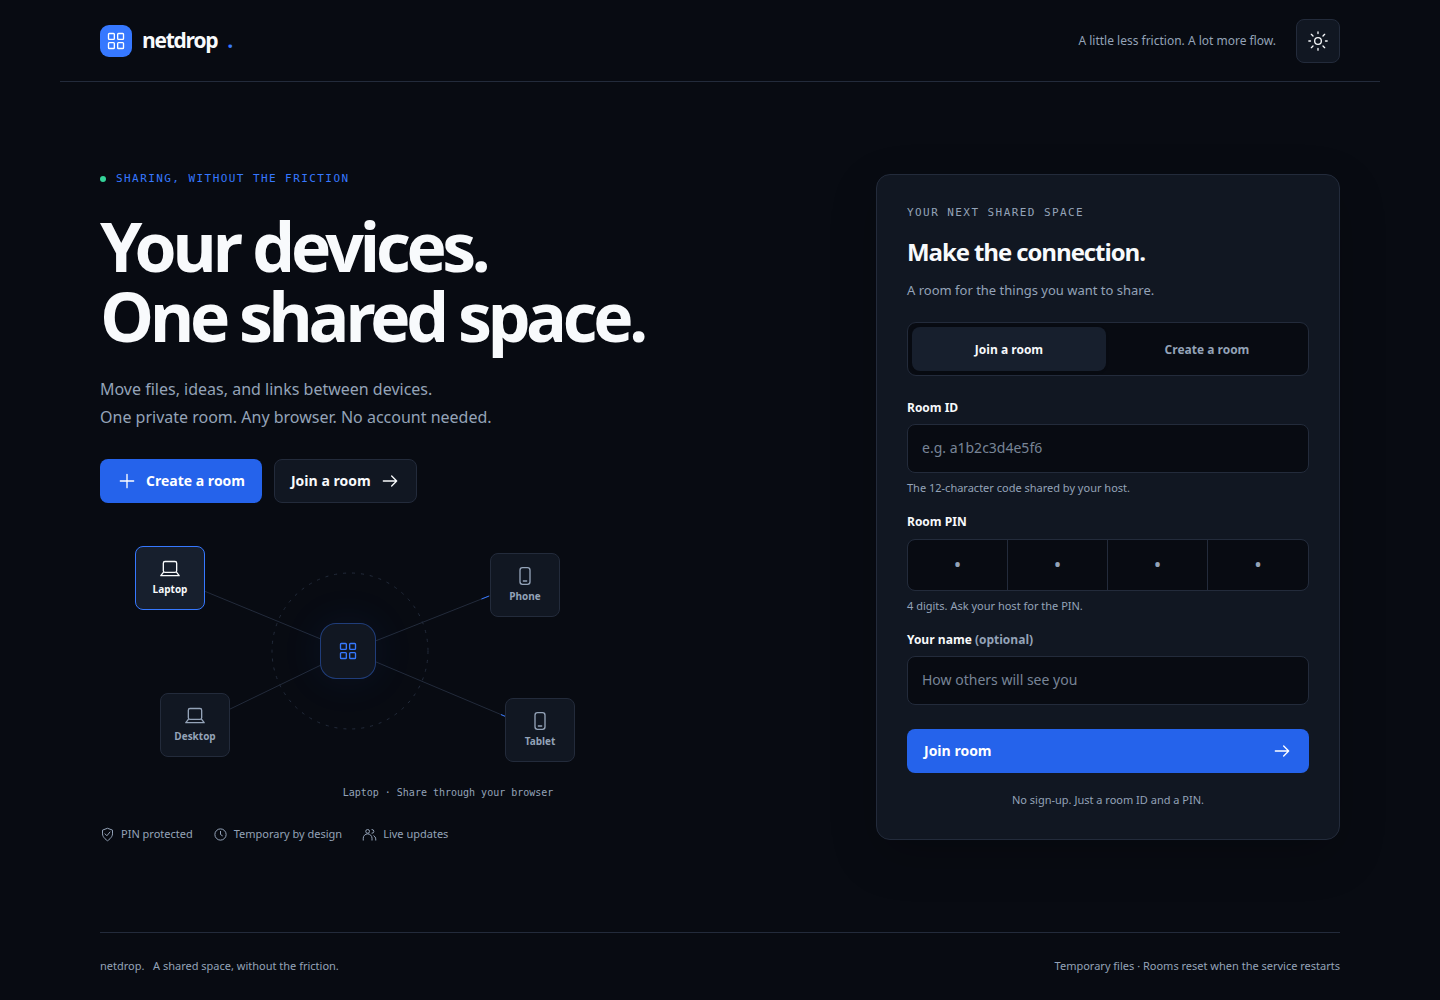 netdrop .
A little less friction. A lot more flow.
SHARING, WITHOUT THE FRICTION
Your devices.
One shared space.
Move files, ideas, and links between devices.
One private room. Any browser. No account needed.
Create a room
Join a room
Laptop
Phone
Desktop
Tablet
Laptop · Share through your browser
PIN protected
Temporary by design
Live updates
YOUR NEXT SHARED SPACE
Make the connection.
A room for the things you want to share.
Join a room
Create a room
Room ID
e.g. a1b2c3d4e5f6
The 12-character code shared by your host.
Room PIN
• • • •
4 digits. Ask your host for the PIN.
Your name (optional)
How others will see you
Join room
No sign-up. Just a room ID and a PIN.
netdrop. A shared space, without the friction.
Temporary files · Rooms reset when the service restarts